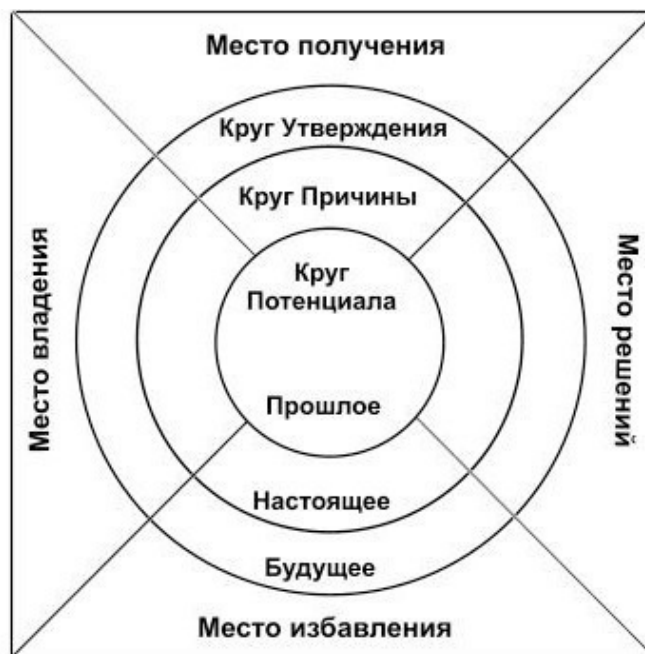 Место получения
Круг Утверждения
Круг Причины
Круг
Потенциала
Место владения
Место решений
Прошлое
Настоящее
Будущее
Место избавления